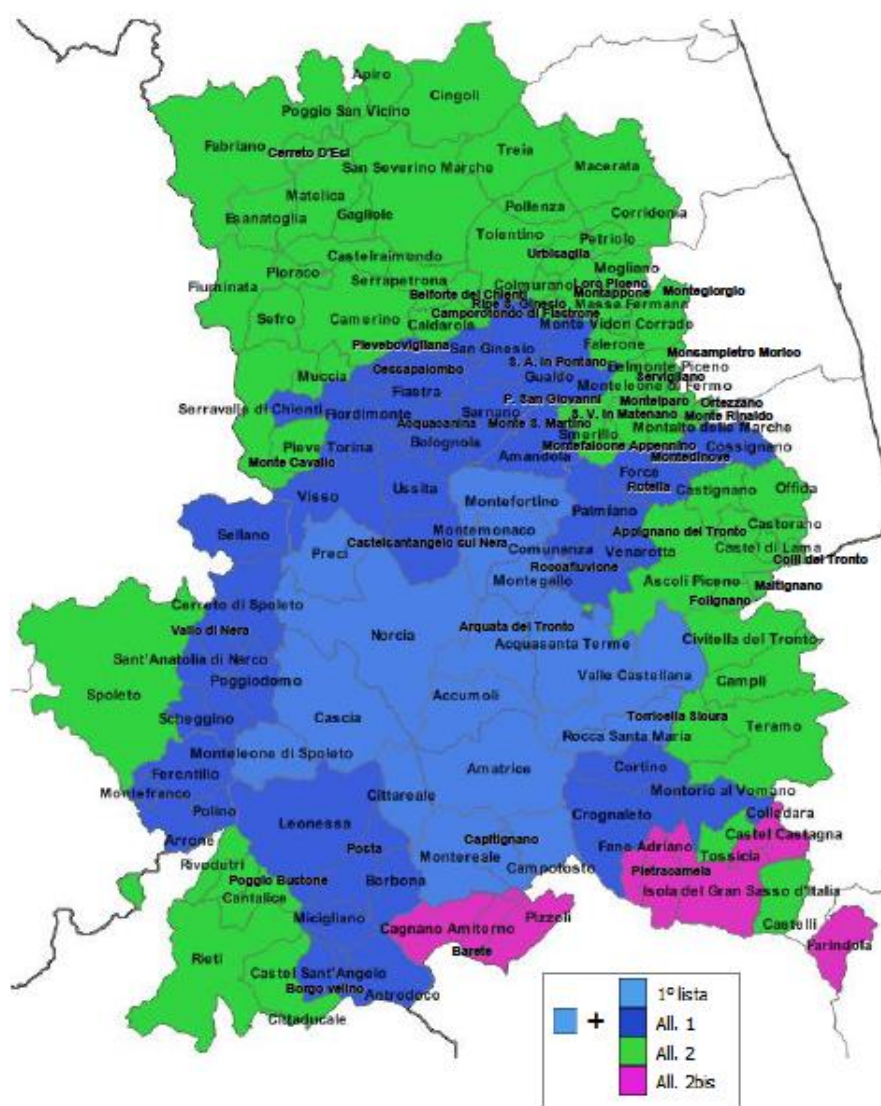 Apiro
Cingoli
Poggio San Vicino
Fabriano
Cerreto D'Esi
Treia
San Severino Marche
Macerata
Matelica
Esanatoglia
Gagliole
Pollenza
Corridonia
Tolentino
Petriolo
Urbisaglia
Castelraimondo
Mogliano
Pioraco
Serrapetrona
Colmurano
Loro Piceno
Fiuminata
Belforte del Chienti
Montappone
Montegiorgio
Ripe S. Ginesio
Massa Fermana
Camporotondo di Fiastrone
Sefro
Camerino
Caldarola
Monte Vidon Corrado
Pievebovigliana
San Ginesio
Falerone
Monsampietro Morico
Cessapalombo
S. A. in Pontano
Belmonte Piceno
Muccia
Gualdo
Servigliano
Fiastra
Monteleone di Fermo
P. San Giovanni
Montelparo
Ortezzano
Serravalle di Chienti
Fiordimonte
Sarnano
S. V. in Matenano
Monte Rinaldo
Acquacanina
Monte S. Martino
Montalto delle Marche
Pieve Torina
Bolognola
Smerillo
Montefalcone Appennino
Cossignano
Monte Cavallo
Amandola
Montedinove
Force
Visso
Ussita
Rotella
Castignano
Offida
Montefortino
Palmiano
Sellano
Montemonaco
Appignano del Tronto
Castorano
Preci
Castelsantangelo sul Nera
Comunanza
Venarotta
Castel di Lama
Roccafluvione
Colli del Tronto
Montegallo
Ascoli Piceno
Maltignano
Cerreto di Spoleto
Folignano
Vallo di Nera
Norcia
Arquata del Tronto
Civitella del Tronto
Acquasanta Terme
Sant'Anatolia di Narco
Poggiodomo
Valle Castellana
Campli
Spoleto
Accumoli
Scheggino
Cascia
Torricella Sicura
Teramo
Rocca Santa Maria
Monteleone di Spoleto
Ferentillo
Amatrice
Cortino
Montefranco
Cittareale
Montorio al Vomano
Polino
Crognaleto
Colledara
Leonessa
Arrone
Capitignano
Fano Adriano
Castel Castagna
Posta
Montereale
Tossicia
Rivodutri
Campotosto
Pietracamela
Poggio Bustone
Borbona
Isola del Gran Sasso d'Italia
Cantalice
Micigliano
Pizzoli
Castelli
Cagnano Amiterno
Rieti
Barete
Farindola
Castel Sant'Angelo
Borgo velino
Antrodoco
Cittaducale
+
1º lista
All. 1
All. 2
All. 2bis